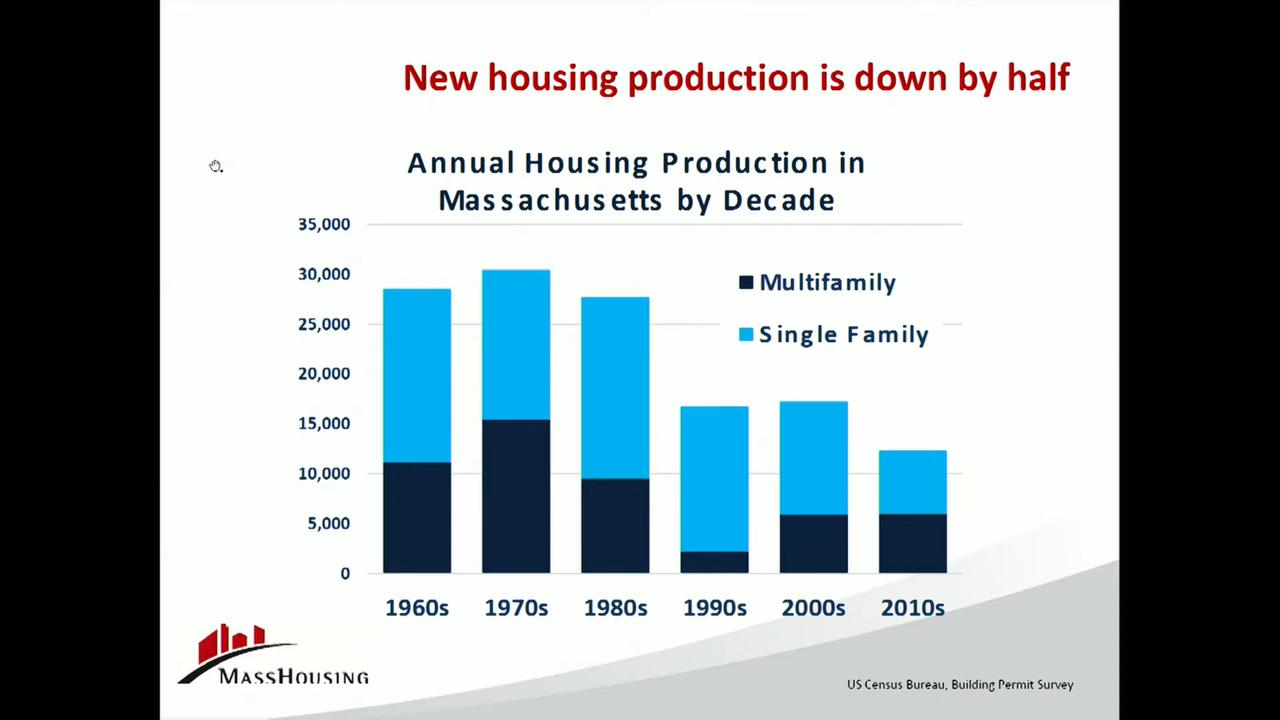 New housing production is down by half
Annual Housing Production in
Massachusetts by Decade
35,000
30,000
25,000
20,000
15,000
10,000
5,000
0
Multifamily
Single Family
1960s 1970s 1980s 1990s 2000s 2010s
MASSHOUSING
US Census Bureau, Building Permit Survey